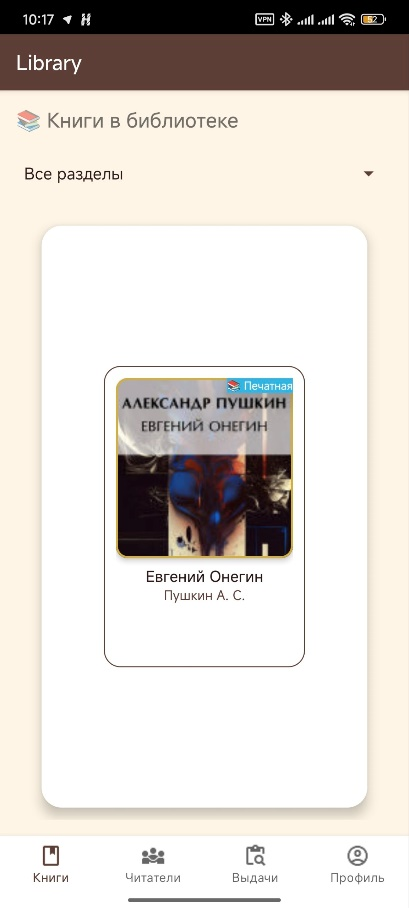 10:17
VPN
52
Library
Книги в библиотеке
Все разделы
Печатная
АЛЕКСАНДР ПУШКИН
ЕВГЕНИЙ ОНЕГИН
Евгений Онегин
Пушкин А. С.
Книги
Читатели
Выдачи
Профиль